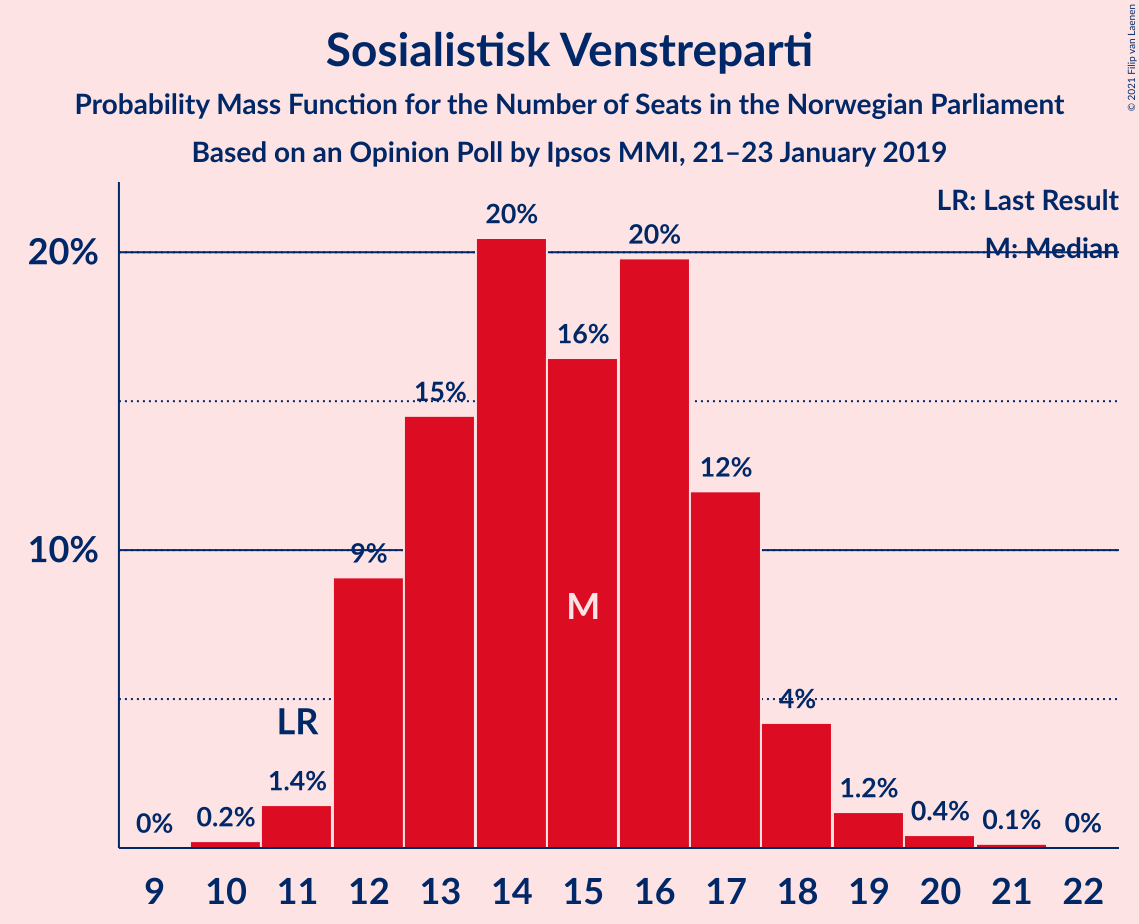 Sosialistisk Venstreparti
Probability Mass Function for the Number of Seats in the Norwegian Parliament
Based on an Opinion Poll by Ipsos MMI, 21–23 January 2019
© 2021 Filip van Laenen
LR: Last Result
M: Median
20%
10%
0%
0.2%
1.4%
LR
9%
15%
20%
16%
M
20%
12%
4%
1.2%
0.4%
0.1%
0%
9 10 11 12 13 14 15 16 17 18 19 20 21 22